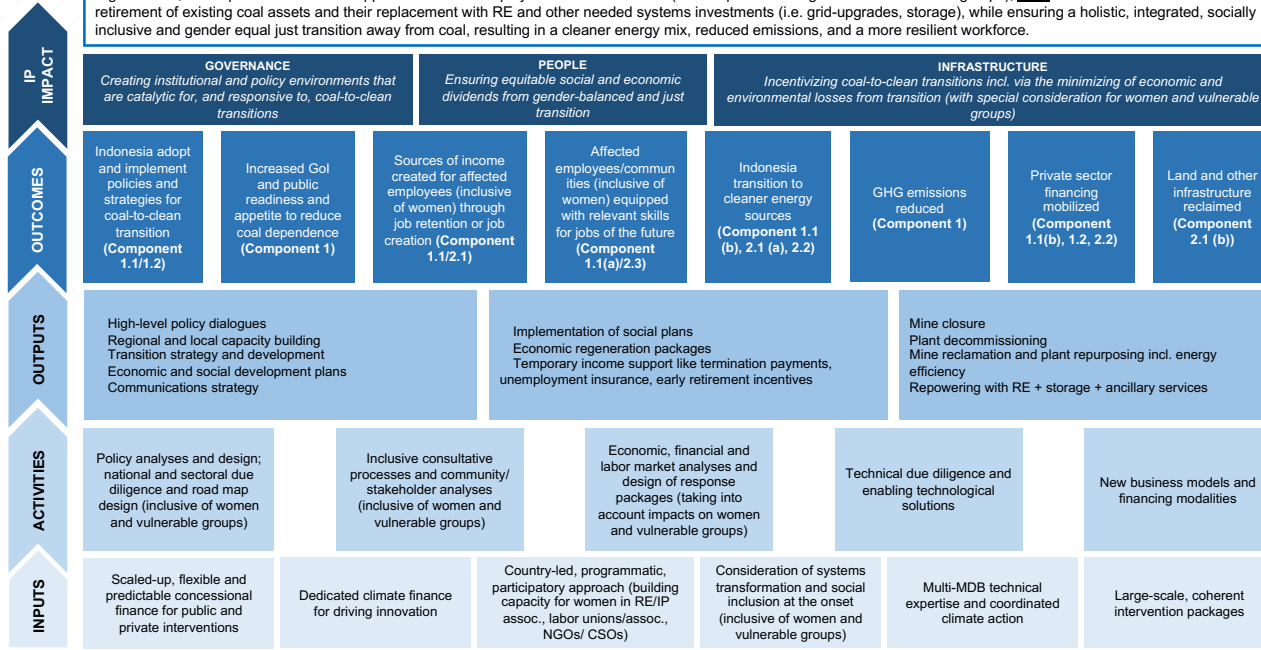 retirement of existing coal assets and their replacement with RE and other needed systems investments (i.e. grid-upgrades, storage), while ensuring a holistic, integrated, socially
inclusive and gender equal just transition away from coal, resulting in a cleaner energy mix, reduced emissions, and a more resilient workforce.
IP
IMPACT
GOVERNANCE
Creating institutional and policy environments that
are catalytic for, and responsive to, coal-to-clean
transitions
PEOPLE
Ensuring equitable social and economic
dividends from gender-balanced and just
transition
INFRASTRUCTURE
Incentivizing coal-to-clean transitions incl. via the minimizing of economic and
environmental losses from transition (with special consideration for women and vulnerable
groups)
OUTCOMES
Indonesia adopt
and implement
policies and
strategies for
coal-to-clean
transition
(Component
1.1/1.2)
Increased GoI
and public
readiness and
appetite to reduce
coal dependence
(Component 1)
Sources of income
created for affected
employees (inclusive
of women) through
job retention or job
creation (Component
1.1/2.1)
Affected
employees/commun
ities (inclusive of
women) equipped
with relevant skills
for jobs of the future
(Component
1.1(a)/2.3)
Indonesia
transition to
cleaner energy
sources
(Component 1.1
(b), 2.1 (a), 2.2)
GHG emissions
reduced
(Component 1)
Private sector
financing
mobilized
(Component
1.1(b), 1.2, 2.2)
Land and other
infrastructure
reclaimed
(Component
2.1 (b))
OUTPUTS
High-level policy dialogues
Regional and local capacity building
Transition strategy and development
Economic and social development plans
Communications strategy
Implementation of social plans
Economic regeneration packages
Temporary income support like termination payments,
unemployment insurance, early retirement incentives
Mine closure
Plant decommissioning
Mine reclamation and plant repurposing incl. energy
efficiency
Repowering with RE + storage + ancillary services
ACTIVITIES
Policy analyses and design;
national and sectoral due
diligence and road map
design (inclusive of women
and vulnerable groups)
Inclusive consultative
processes and community/
stakeholder analyses
(inclusive of women and
vulnerable groups)
Economic, financial and
labor market analyses and
design of response
packages (taking into
account impacts on women
and vulnerable groups)
Technical due diligence and
enabling technological
solutions
New business models and
financing modalities
INPUTS
Scaled-up, flexible and
predictable concessional
finance for public and
private interventions
Dedicated climate finance
for driving innovation
Country-led, programmatic,
participatory approach (building
capacity for women in RE/IP
assoc., labor unions/assoc.,
NGOs/ CSOs)
Consideration of systems
transformation and social
inclusion at the onset
(inclusive of women and
vulnerable groups)
Multi-MDB technical
expertise and coordinated
climate action
Large-scale, coherent
intervention packages